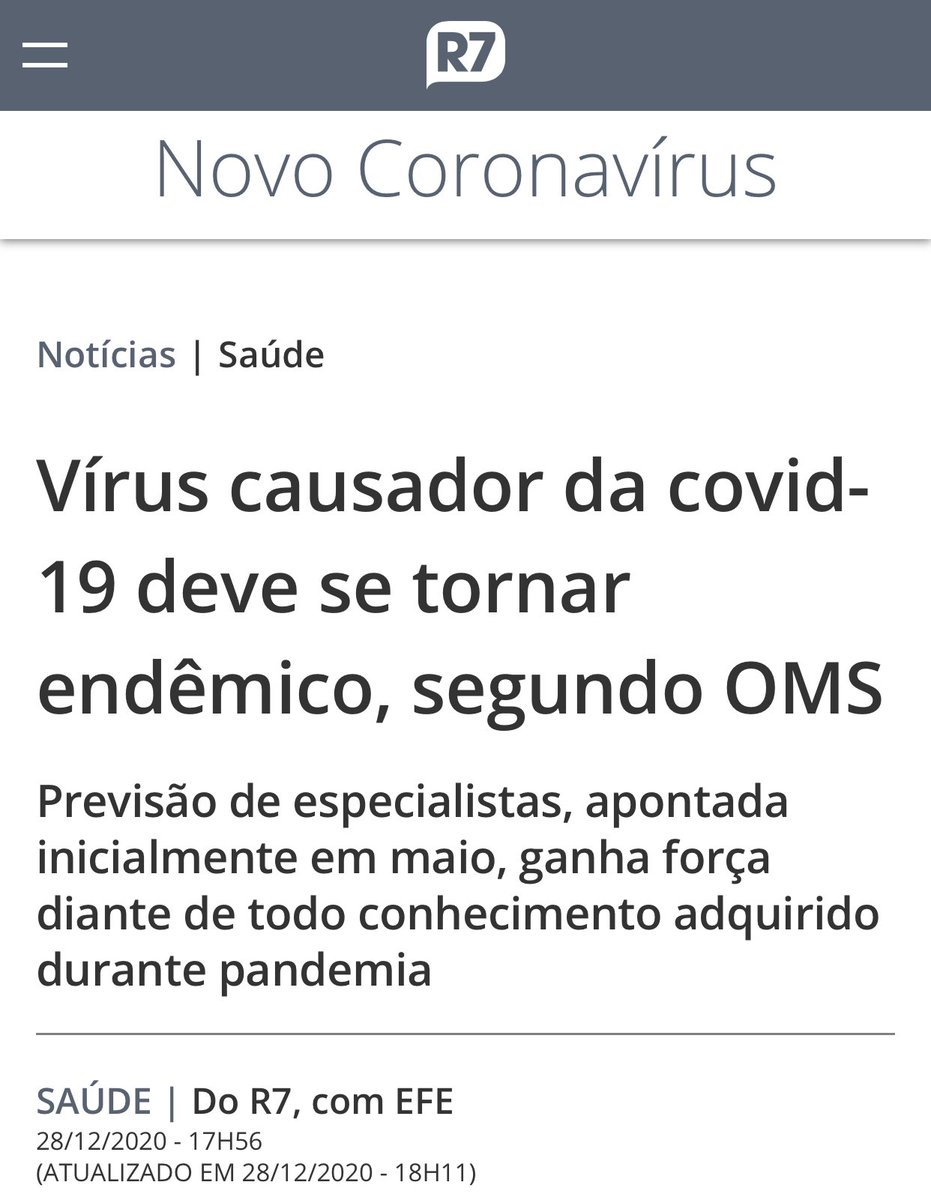 R7
Novo Coronavírus
Notícias | Saúde
Vírus causador da covid-
19 deve se tornar
endêmico, segundo OMS
Previsão de especialistas, apontada
inicialmente em maio, ganha força
diante de todo conhecimento adquirido
durante pandemia
SAÚDE | Do R7, com EFE
28/12/2020 - 17H56
(ATUALIZADO EM 28/12/2020 - 18H11)